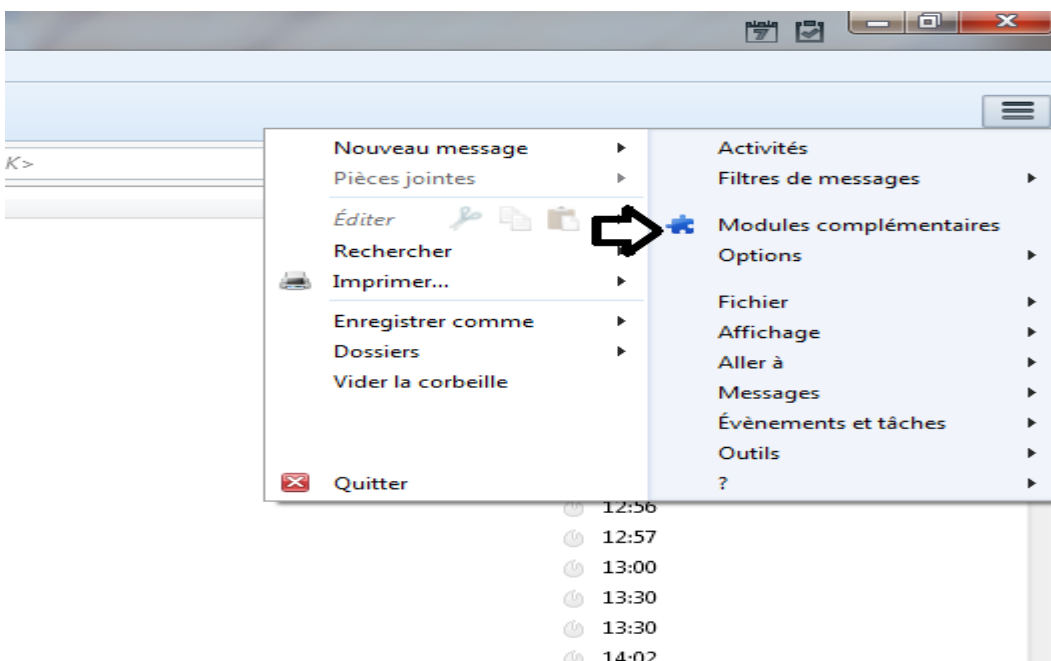 7
K>
Nouveau message
Pièces jointes
Éditer
Rechercher
Imprimer...
Enregistrer comme
Dossiers
Vider la corbeille
Quitter
Activités
Filtres de messages
Modules complémentaires
Options
Fichier
Affichage
Aller à
Messages
Évènements et tâches
Outils
?
12:56
12:57
13:00
13:30
13:30
14:02